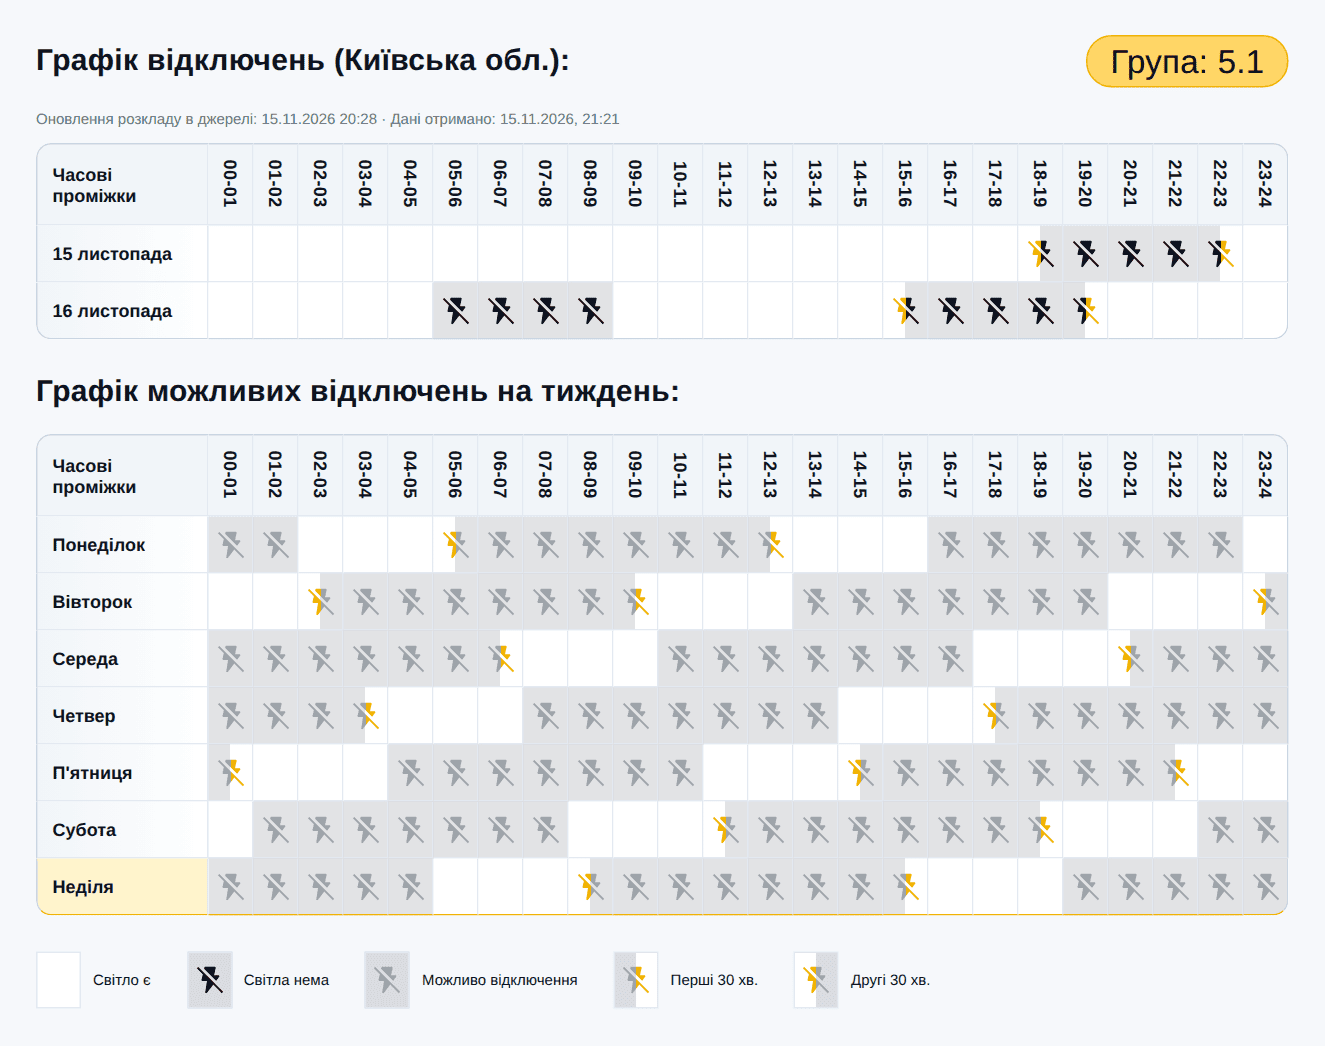 Графік відключень (Київська обл.):
Група: 5.1
Оновлення розкладу в джерелі: 15.11.2026 20:28 · Дані отримано: 15.11.2026, 21:21
Часові
проміжки
00-01 01-02 02-03 03-04 04-05 05-06 06-07 07-08 08-09 09-10 10-11 11-12 12-13 13-14 14-15 15-16 16-17 17-18 18-19 19-20 20-21 21-22 22-23 23-24
15 листопада
16 листопада
Графік можливих відключень на тиждень:
Часові
проміжки
00-01 01-02 02-03 03-04 04-05 05-06 06-07 07-08 08-09 09-10 10-11 11-12 12-13 13-14 14-15 15-16 16-17 17-18 18-19 19-20 20-21 21-22 22-23 23-24
Понеділок
Вівторок
Середа
Четвер
П'ятниця
Субота
Неділя
Світло є Світла нема Можливо відключення Перші 30 хв. Другі 30 хв.